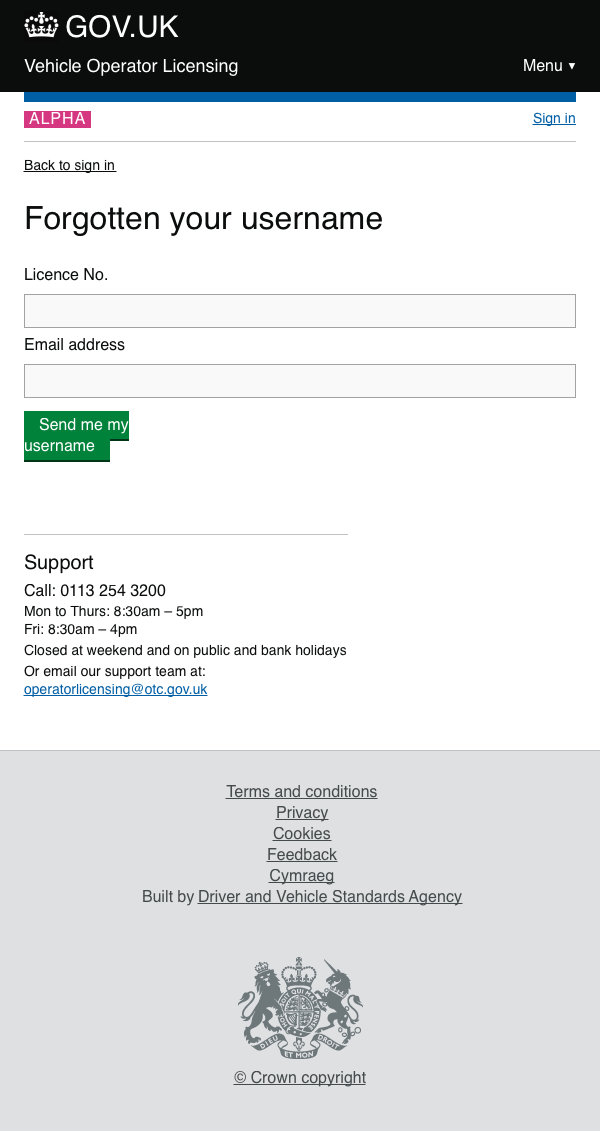 GOV.UK
Vehicle Operator Licensing
Menu ▼
ALPHA
Sign in
Back to sign in
Forgotten your username
Licence No.
Email address
Send me my
username
Support
Call: 0113 254 3200
Mon to Thurs: 8:30am – 5pm
Fri: 8:30am – 4pm
Closed at weekend and on public and bank holidays
Or email our support team at:
operatorlicensing@otc.gov.uk
Terms and conditions
Privacy
Cookies
Feedback
Cymraeg
Built by Driver and Vehicle Standards Agency
DIEU ET MON DROIT
© Crown copyright